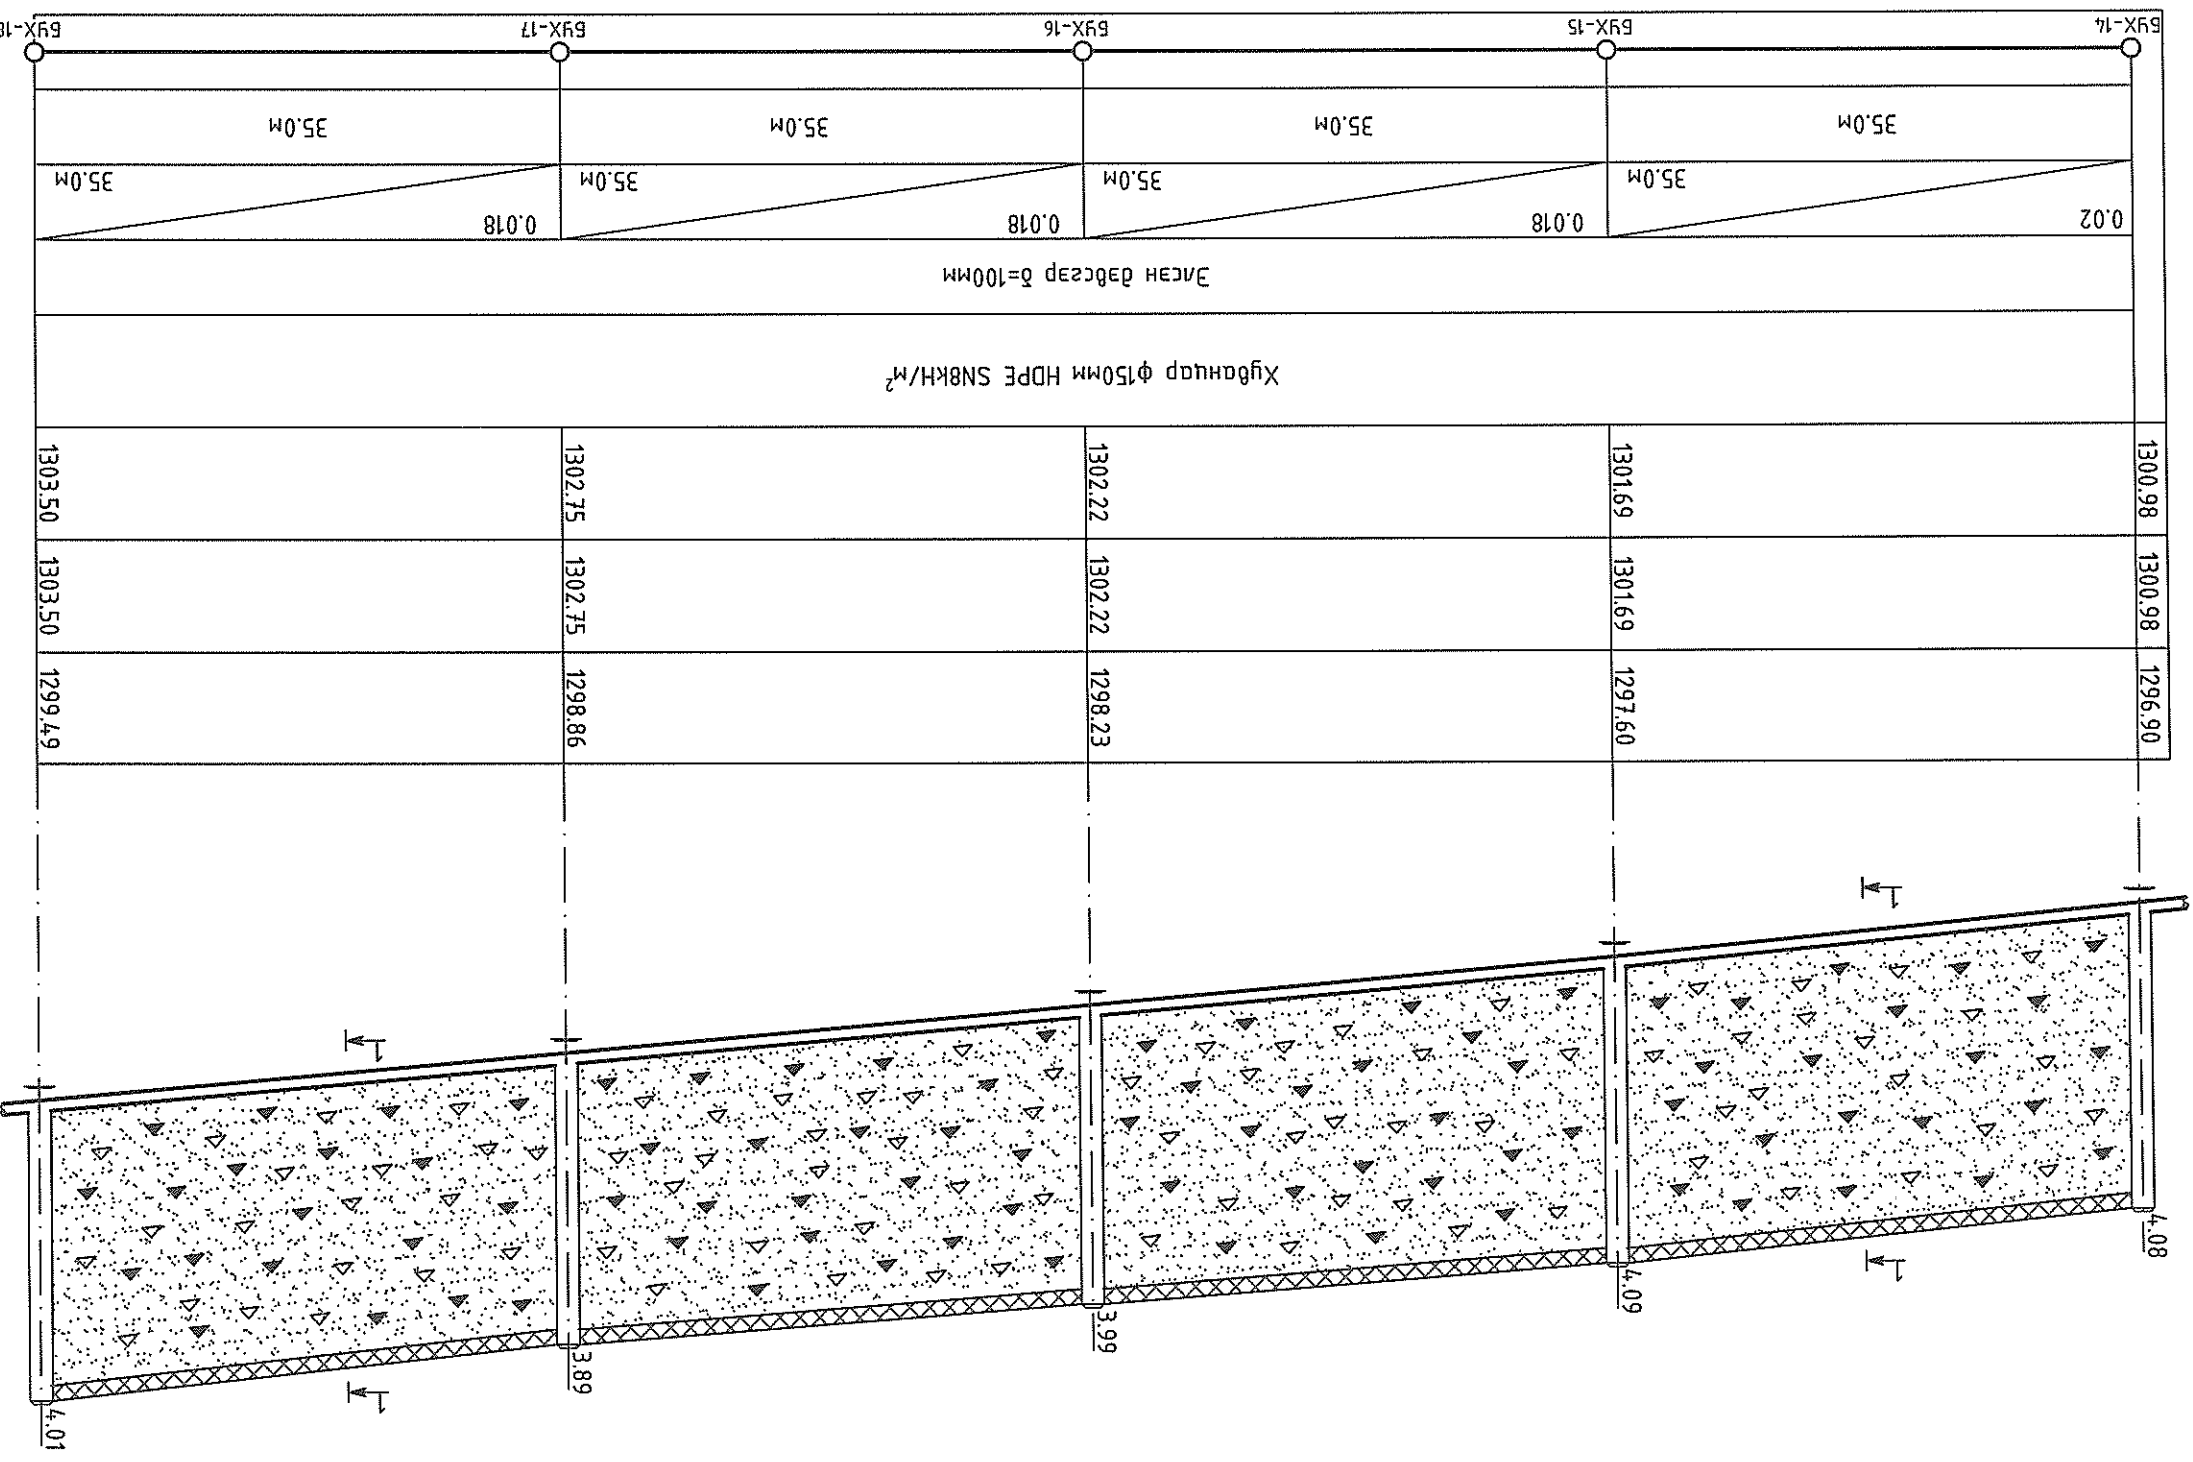 4.08
4.09
3.99
3.89
4.01
1
1
1
1
1296.90 1297.60 1298.23 1298.86 1299.49
1300.98 1301.69 1302.22 1302.75 1303.50
1300.98 1301.69 1302.22 1302.75 1303.50
Хуванцар ф150мм HDPE SN8кН/м²
Элсэн дэвсгэр δ=100мм
0.02 0.018 0.018 0.018
35.0м 35.0м 35.0м 35.0м
35.0м 35.0м 35.0м 35.0м
БУХ-14 БУХ-15 БУХ-16 БУХ-17 БУХ-18